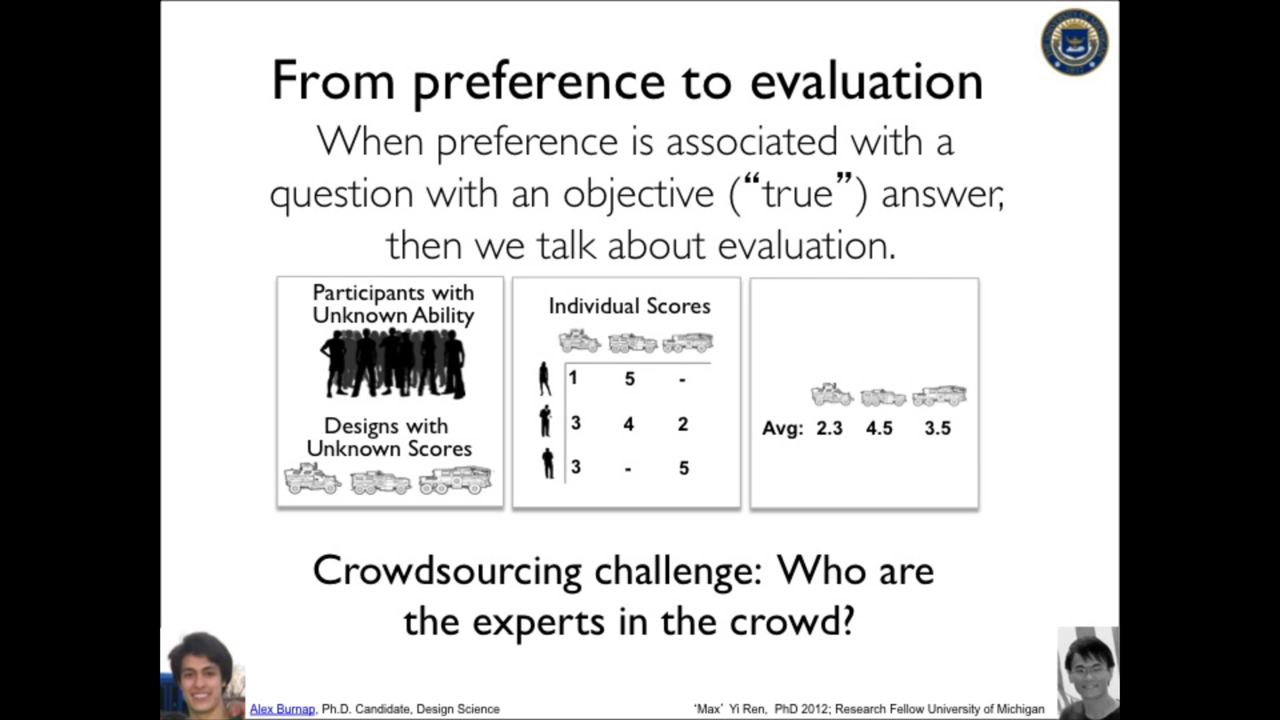 From preference to evaluation
When preference is associated with a
question with an objective (“true”) answer,
then we talk about evaluation.
Participants with
Unknown Ability
Designs with
Unknown Scores
Individual Scores
1 5 -
3 4 2
3 - 5
Avg: 2.3 4.5 3.5
Crowdsourcing challenge: Who are
the experts in the crowd?
Alex Burnap, Ph.D. Candidate, Design Science
‘Max’ Yi Ren, PhD 2012; Research Fellow University of Michigan